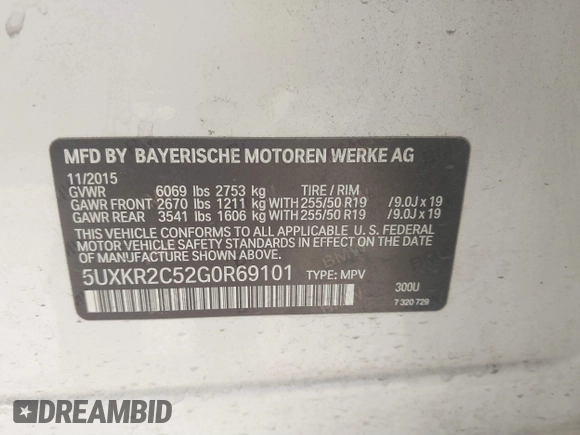 MFD BY BAYERISCHE MOTOREN WERKE AG
11/2015
GVWR 6069 lbs 2753 kg TIRE / RIM
GAWR FRONT 2670 lbs 1211 kg WITH 255/50 R19 /9.0J x 19
GAWR REAR 3541 lbs 1606 kg WITH 255/50 R19 /9.0J x 19
THIS VEHICLE CONFORMS TO ALL APPLICABLE U. S. FEDERAL
MOTOR VEHICLE SAFETY STANDARDS IN EFFECT ON THE DATE OF
MANUFACTURE SHOWN ABOVE.
5UXKR2C52G0R69101 TYPE: MPV 300U
7 320 729
DREAMBID